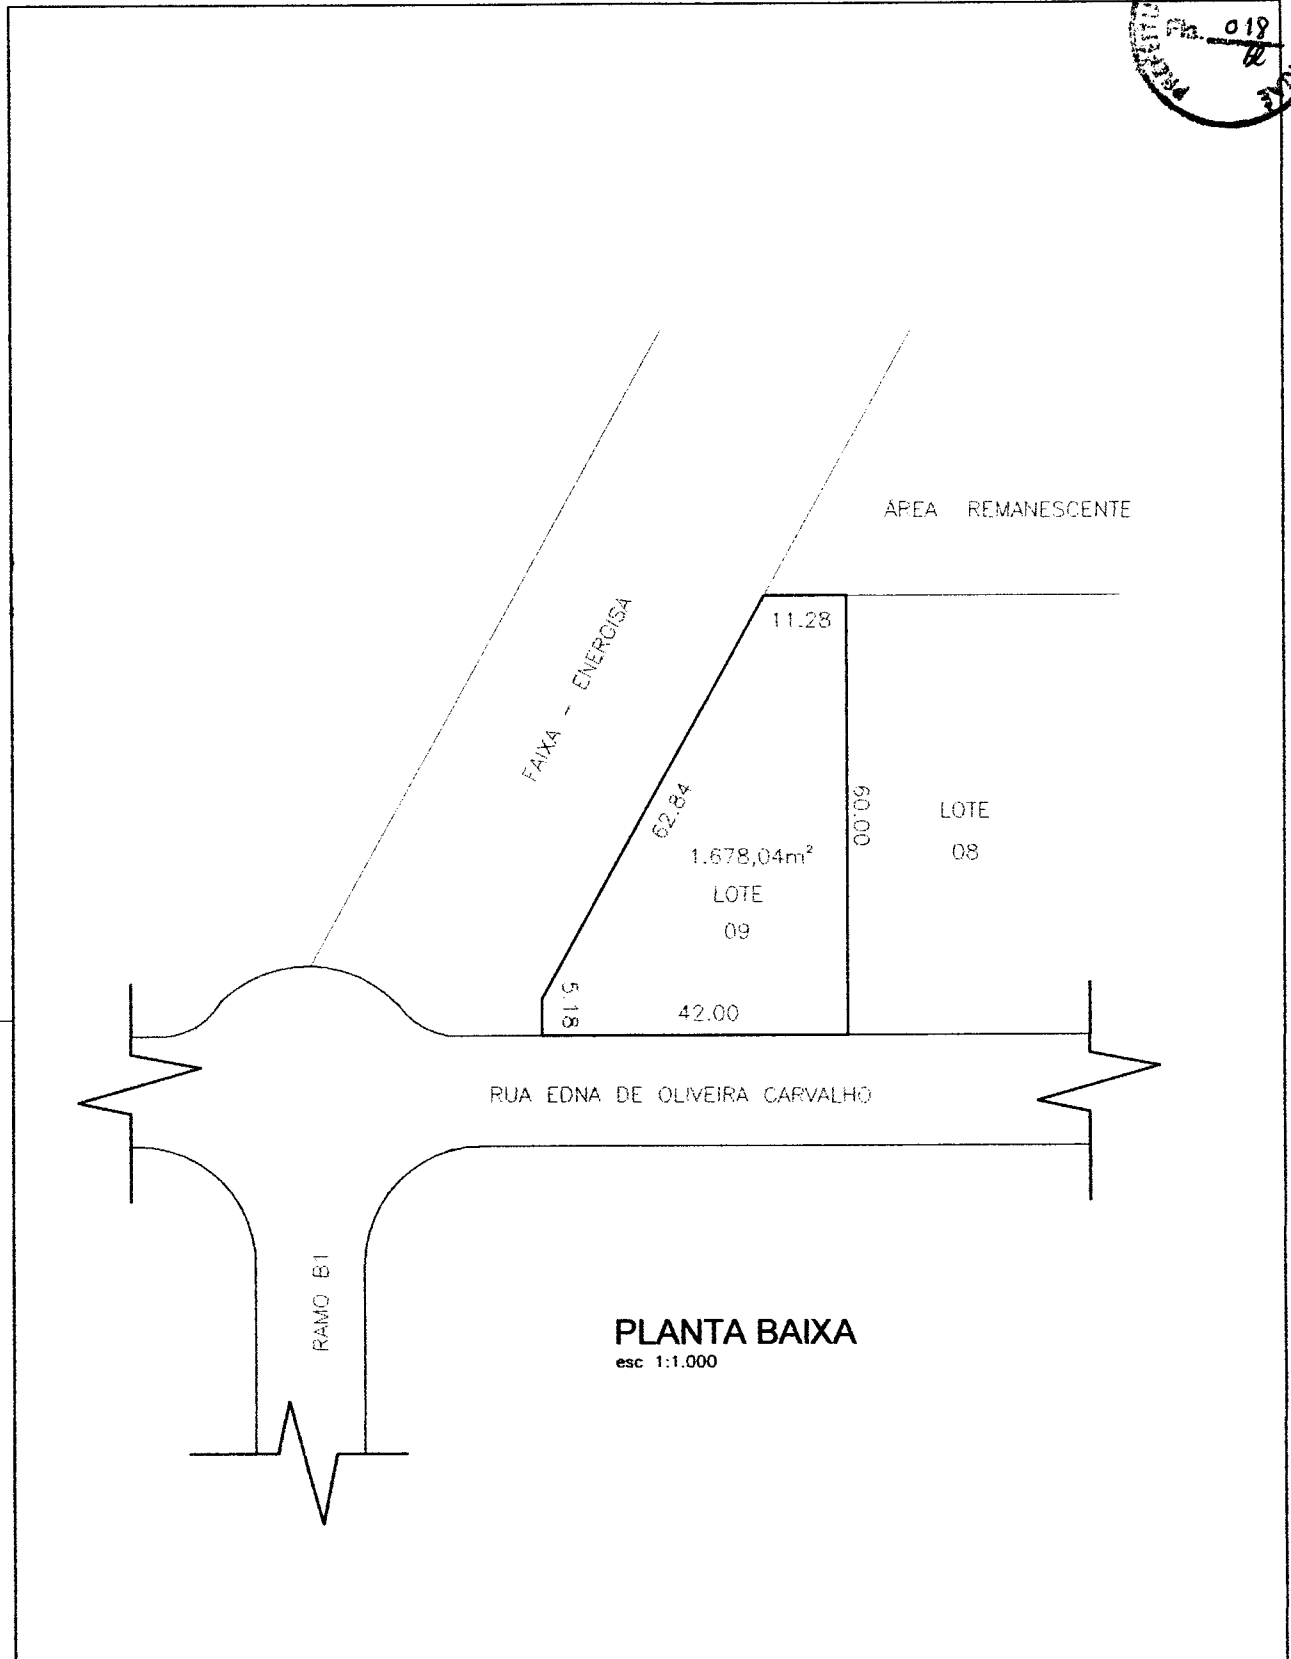 PREFEITU
Fls. 018
ÁREA REMANESCENTE
11.28
FAIXA - ENERGISA
62.84
60.00
LOTE
08
1.678,04m²
LOTE
09
5.18
42.00
RUA EDNA DE OLIVEIRA CARVALHO
RAMO B1
PLANTA BAIXA
esc 1:1.000